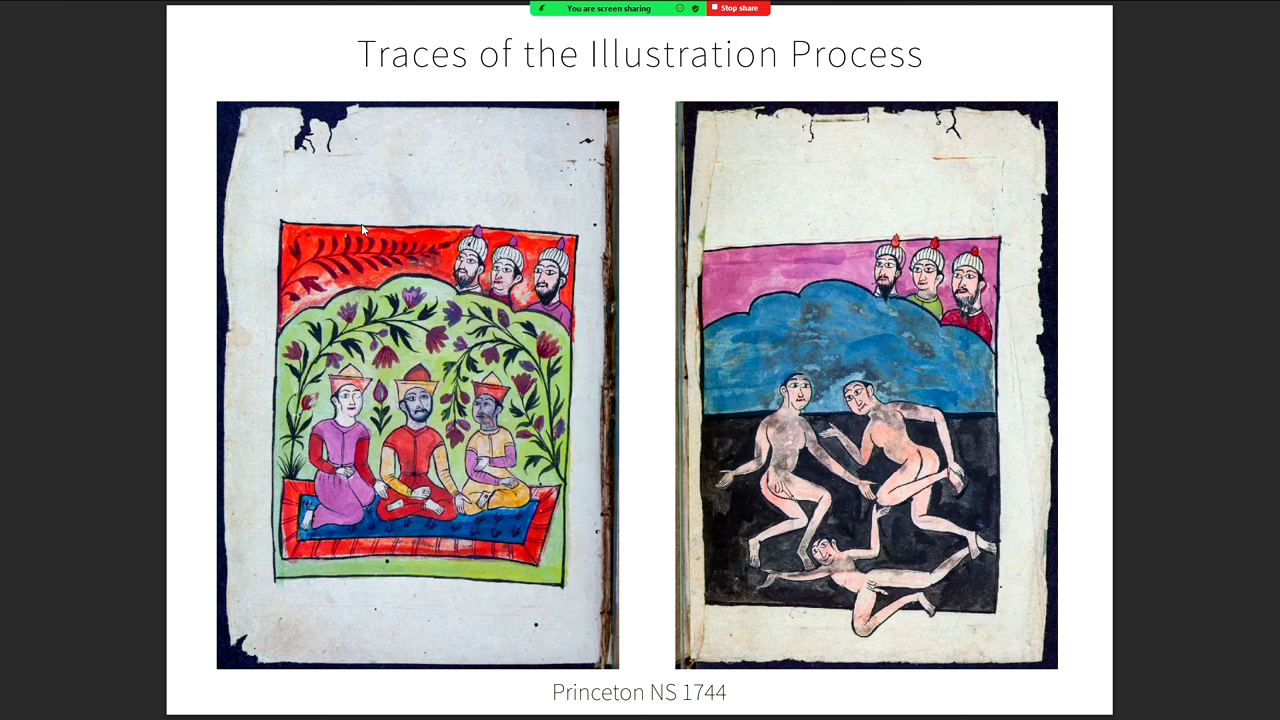 You are screen sharing
Stop share
Traces of the Illustration Process
Princeton NS 1744